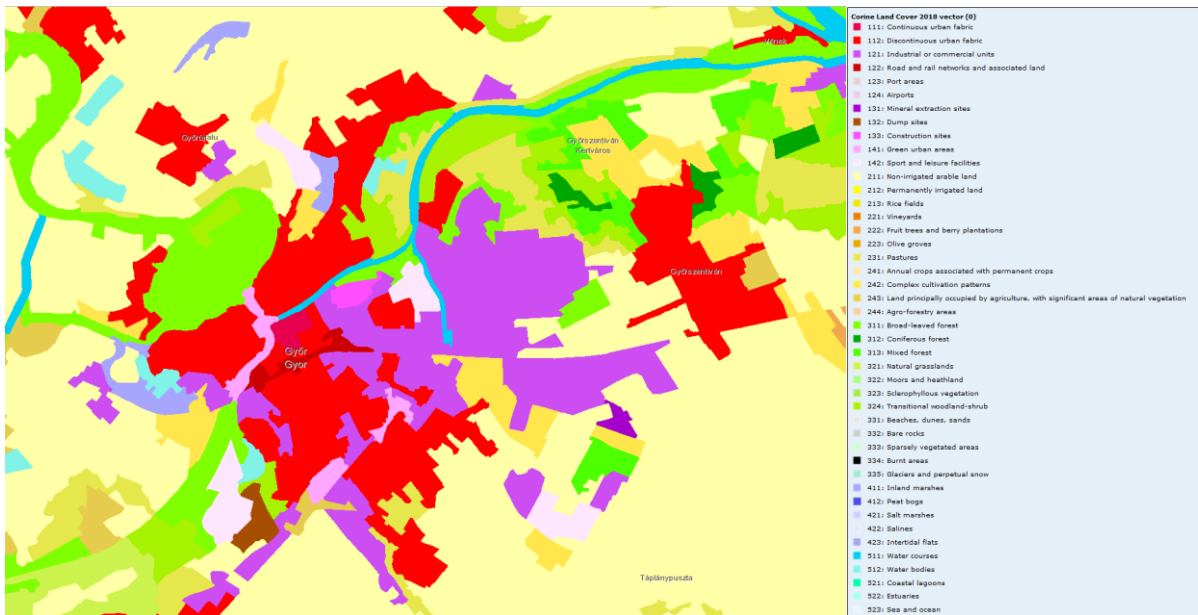 Vének
Győrújfalu
Győrszentiván
Kertváros
Győrszentiván
Győr
Gyor
Táplánypuszta
Corine Land Cover 2018 vector (0)
111: Continuous urban fabric
112: Discontinuous urban fabric
121: Industrial or commercial units
122: Road and rail networks and associated land
123: Port areas
124: Airports
131: Mineral extraction sites
132: Dump sites
133: Construction sites
141: Green urban areas
142: Sport and leisure facilities
211: Non-irrigated arable land
212: Permanently irrigated land
213: Rice fields
221: Vineyards
222: Fruit trees and berry plantations
223: Olive groves
231: Pastures
241: Annual crops associated with permanent crops
242: Complex cultivation patterns
243: Land principally occupied by agriculture, with significant areas of natural vegetation
244: Agro-forestry areas
311: Broad-leaved forest
312: Coniferous forest
313: Mixed forest
321: Natural grasslands
322: Moors and heathland
323: Sclerophyllous vegetation
324: Transitional woodland-shrub
331: Beaches, dunes, sands
332: Bare rocks
333: Sparsely vegetated areas
334: Burnt areas
335: Glaciers and perpetual snow
411: Inland marshes
412: Peat bogs
421: Salt marshes
422: Salines
423: Intertidal flats
511: Water courses
512: Water bodies
521: Coastal lagoons
522: Estuaries
523: Sea and ocean